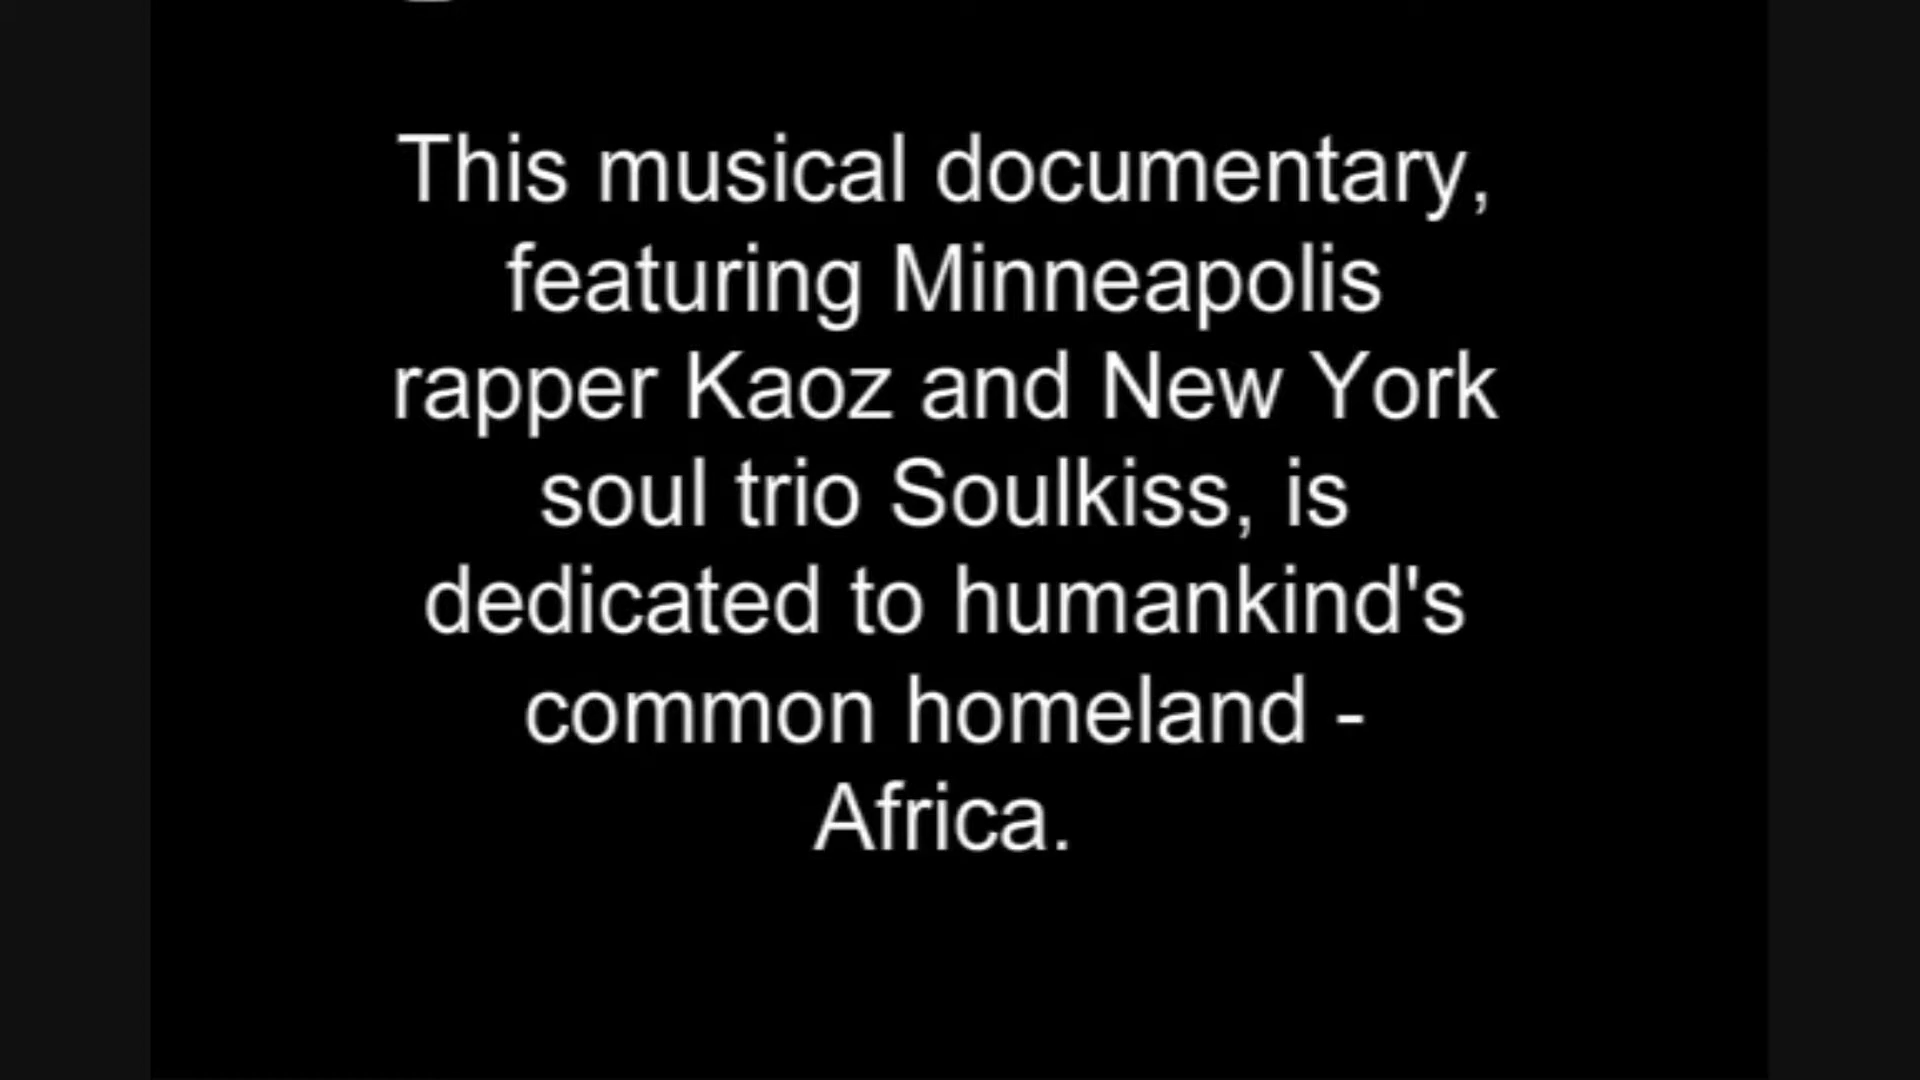 This musical documentary,
featuring Minneapolis
rapper Kaoz and New York
soul trio Soulkiss, is
dedicated to humankind's
common homeland -
Africa.